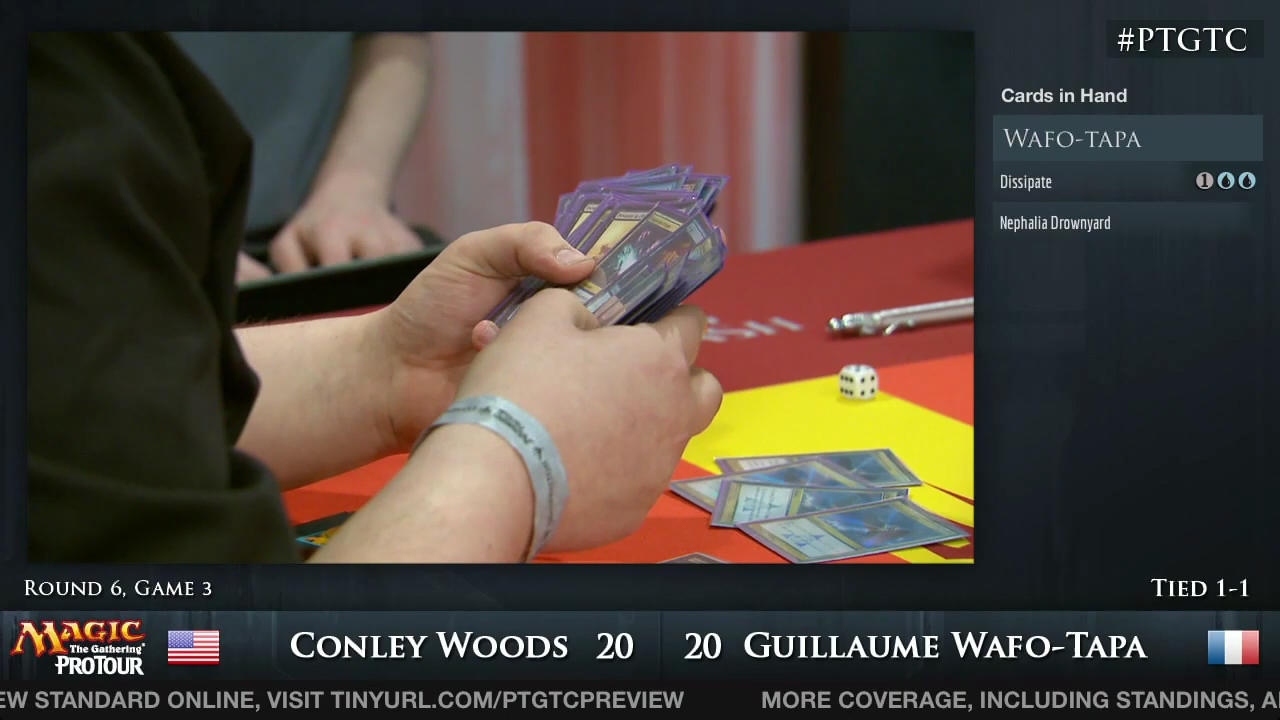 #PTGTC
Cards in Hand
Wafo-tapa
Dissipate 1
Nephalia Drownyard
Round 6, Game 3
Tied 1-1
Magic
The Gathering®
ProTour
Conley Woods 20
20 Guillaume Wafo-Tapa
EW STANDARD ONLINE, VISIT TINYURL.COM/PTGTCPREVIEW
MORE COVERAGE, INCLUDING STANDINGS, A